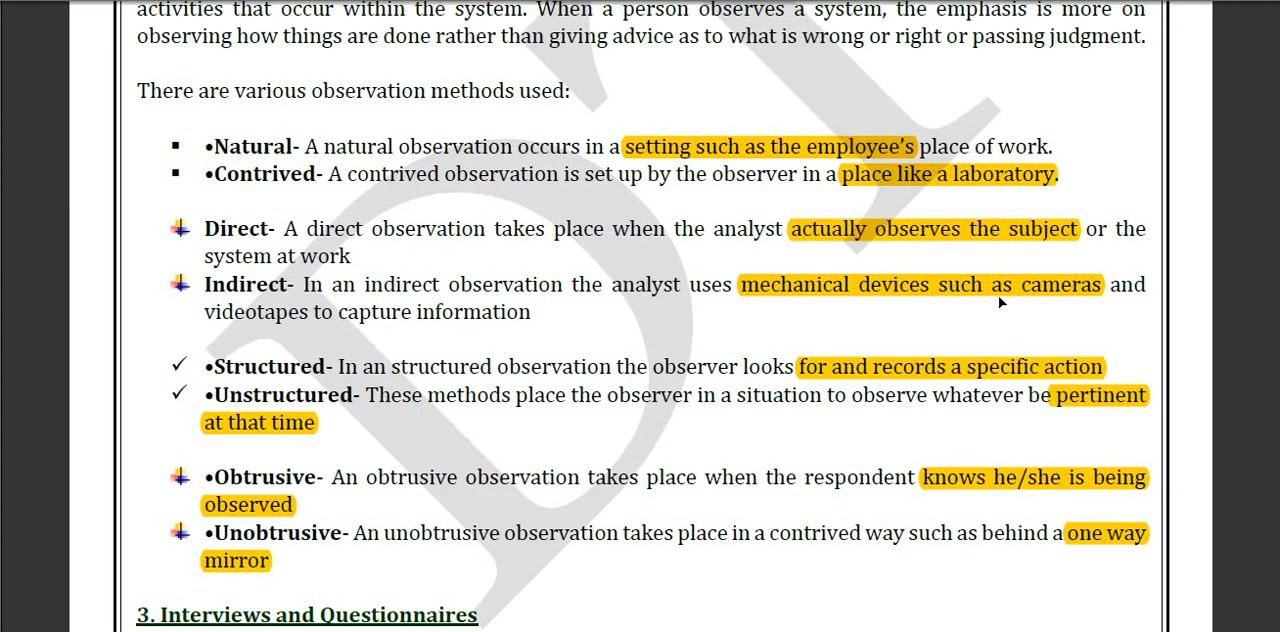 activities that occur within the system. When a person observes a system, the emphasis is more on
observing how things are done rather than giving advice as to what is wrong or right or passing judgment.
There are various observation methods used:
▪ •Natural- A natural observation occurs in a setting such as the employee's place of work.
▪ •Contrived- A contrived observation is set up by the observer in a place like a laboratory.
Direct- A direct observation takes place when the analyst actually observes the subject or the
system at work
Indirect- In an indirect observation the analyst uses mechanical devices such as cameras and
videotapes to capture information
✓ •Structured- In an structured observation the observer looks for and records a specific action
✓ •Unstructured- These methods place the observer in a situation to observe whatever be pertinent
at that time
•Obtrusive- An obtrusive observation takes place when the respondent knows he/she is being
observed
•Unobtrusive- An unobtrusive observation takes place in a contrived way such as behind a one way
mirror
3. Interviews and Questionnaires